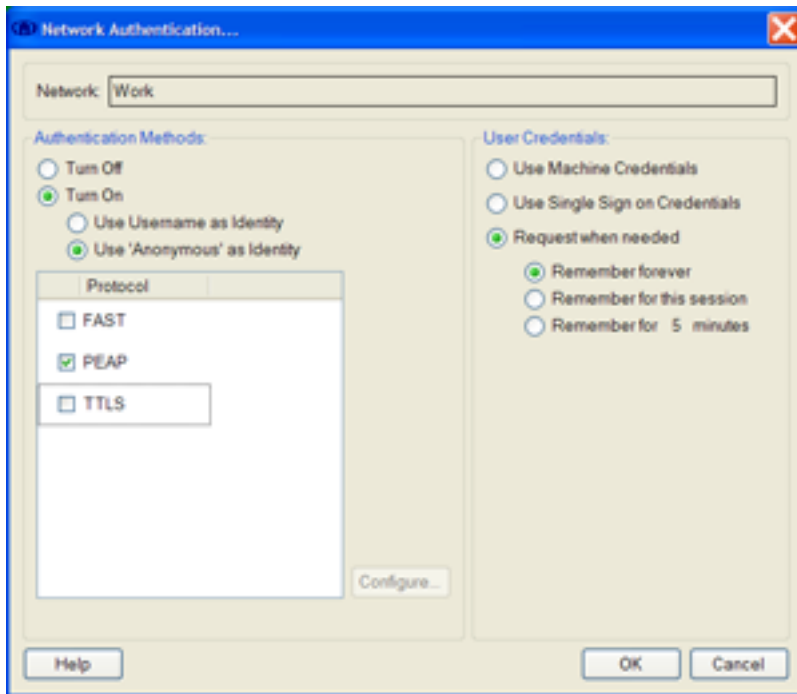 Network Authentication....
Network: Work
Authentication Methods:
Turn Off
Turn On
Use Username as Identity
Use 'Anonymous' as Identity
Protocol
FAST
PEAP
TTLS
Configure...
User Credentials:
Use Machine Credentials
Use Single Sign on Credentials
Request when needed
Remember forever
Remember for this session
Remember for 5 minutes
Help
OK
Cancel